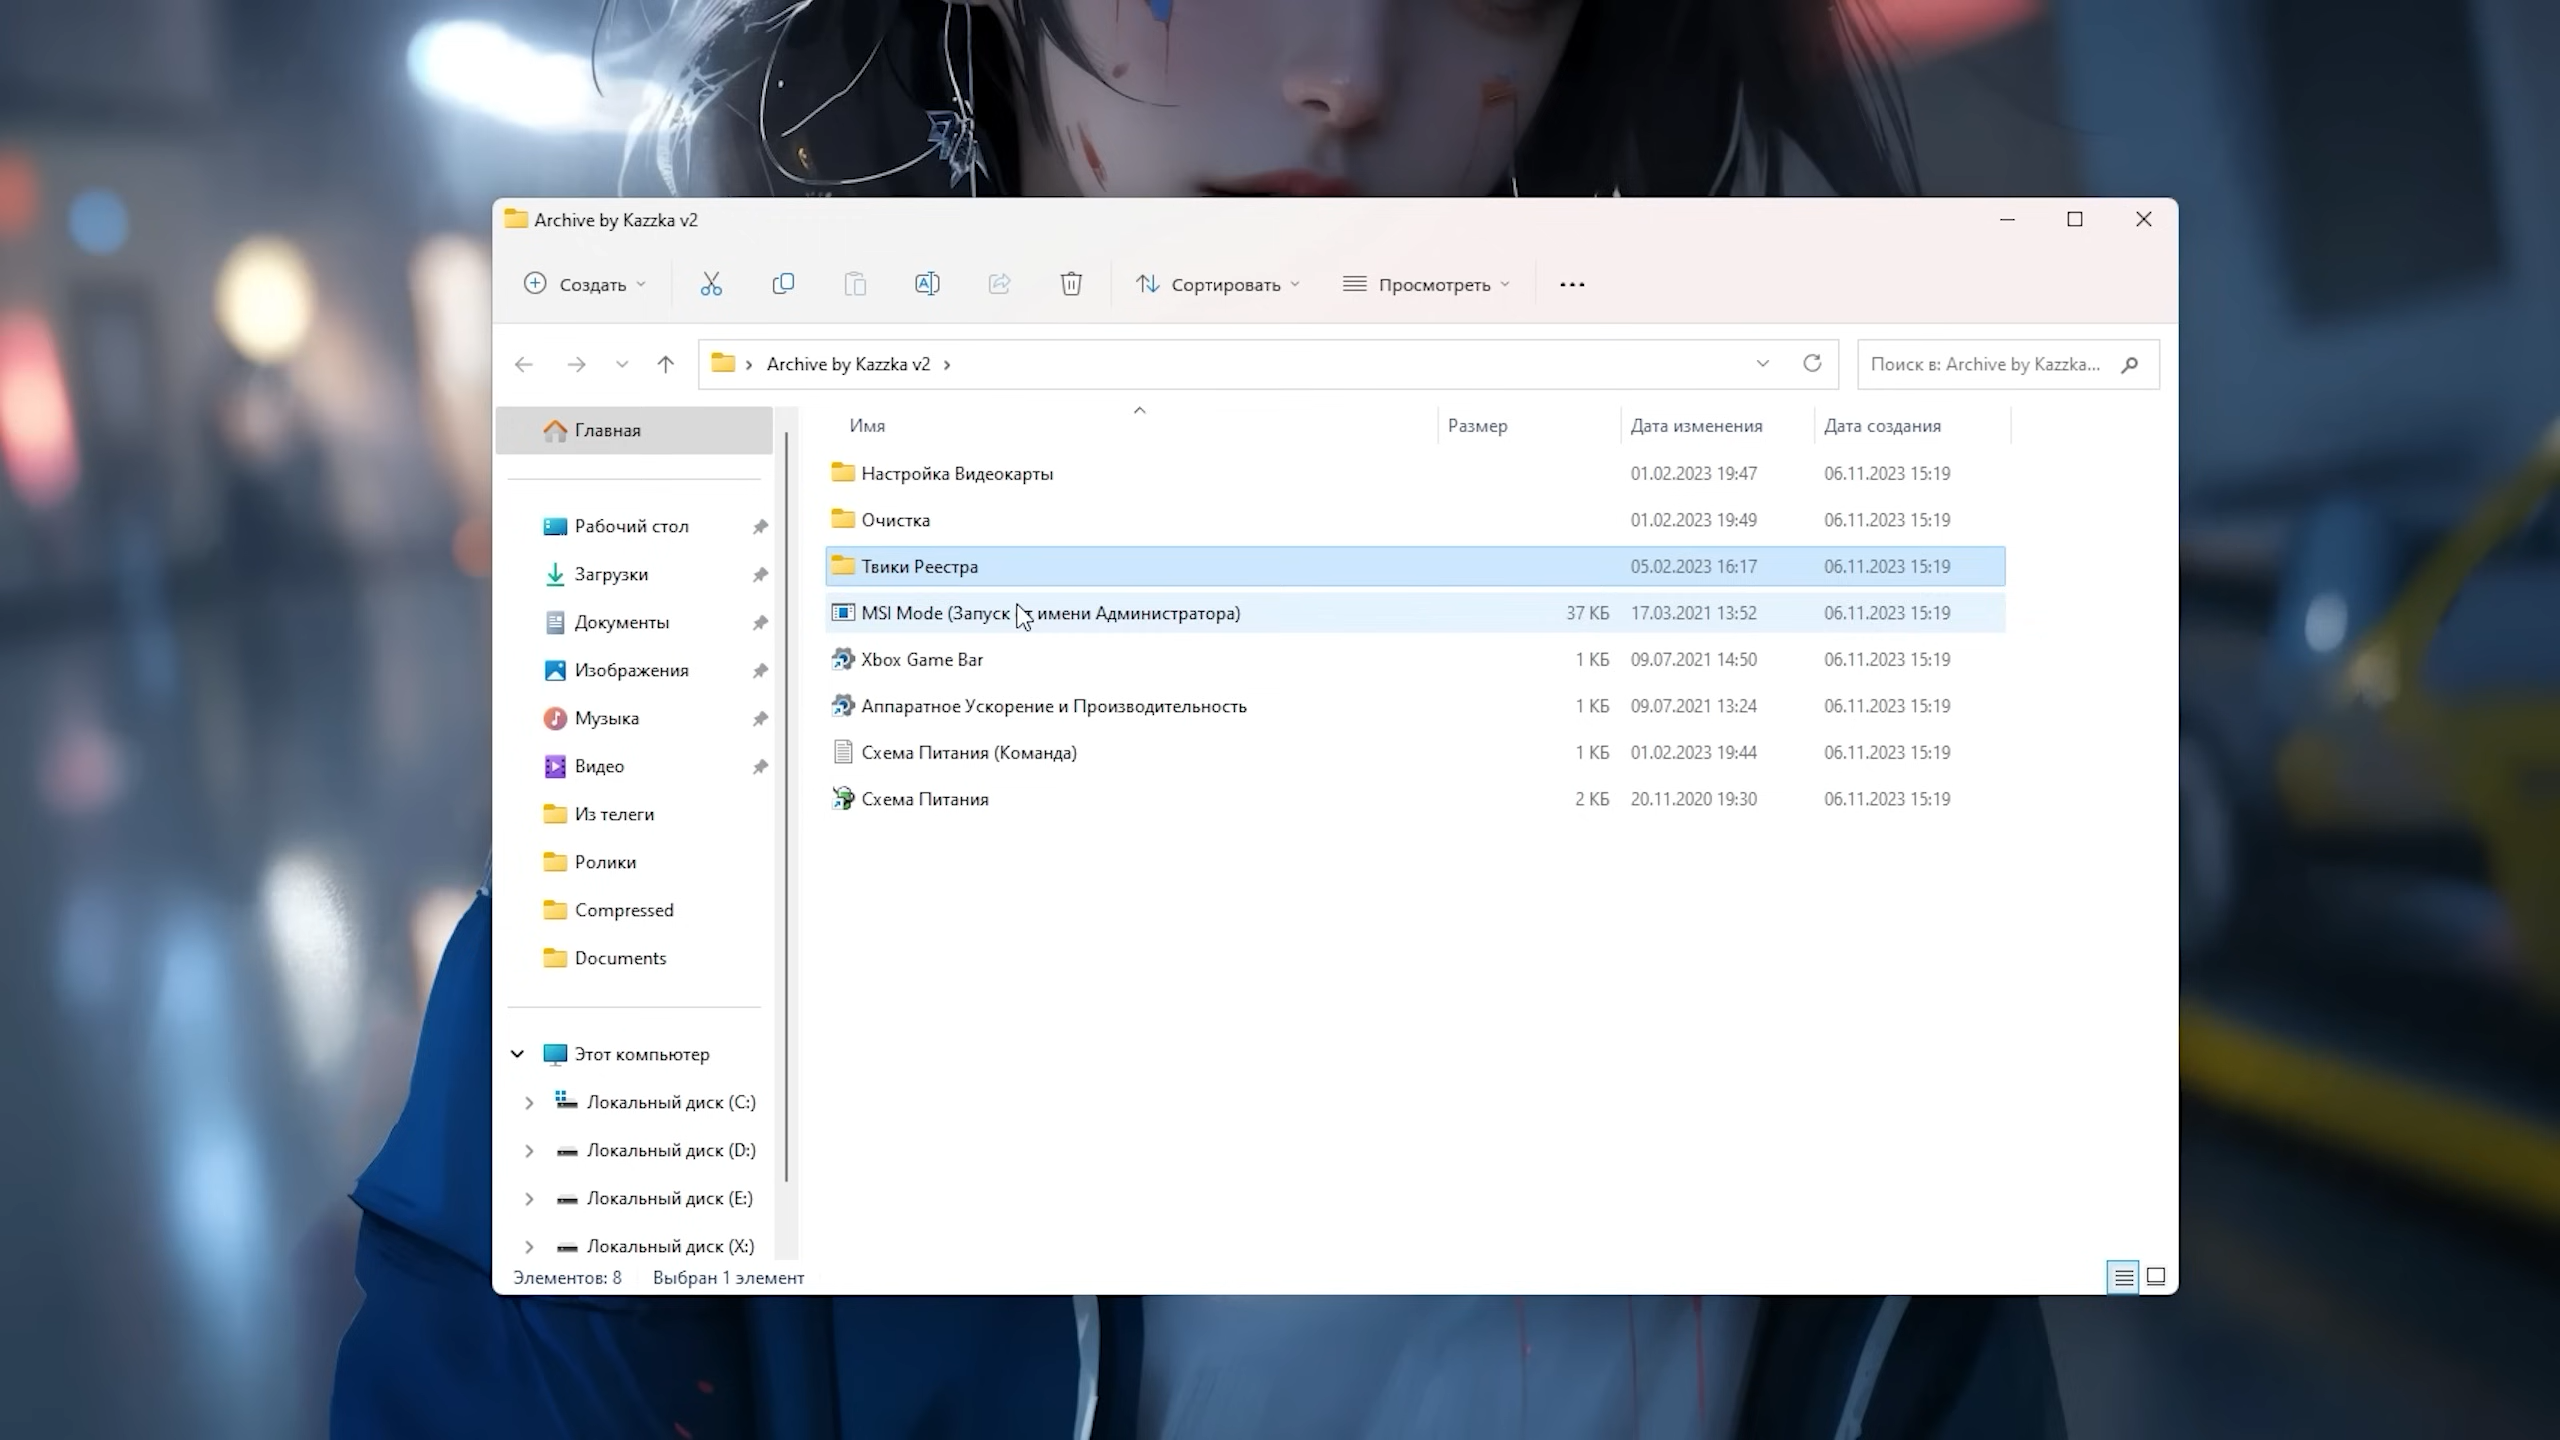 Archive by Kazzka v2
Создать
Сортировать
Просмотреть
Archive by Kazzka v2
Поиск в: Archive by Kazzka...
Главная
Рабочий стол
Загрузки
Документы
Изображения
Музыка
Видео
Из телеги
Ролики
Compressed
Documents
Этот компьютер
Локальный диск (C:)
Локальный диск (D:)
Локальный диск (E:)
Локальный диск (X:)
Имя Размер Дата изменения Дата создания
Настройка Видеокарты 01.02.2023 19:47 06.11.2023 15:19
Очистка 01.02.2023 19:49 06.11.2023 15:19
Твики Реестра 05.02.2023 16:17 06.11.2023 15:19
MSI Mode (Запуск имени Администратора) 37 КБ 17.03.2021 13:52 06.11.2023 15:19
Xbox Game Bar 1 КБ 09.07.2021 14:50 06.11.2023 15:19
Аппаратное Ускорение и Производительность 1 КБ 09.07.2021 13:24 06.11.2023 15:19
Схема Питания (Команда) 1 КБ 01.02.2023 19:44 06.11.2023 15:19
Схема Питания 2 КБ 20.11.2020 19:30 06.11.2023 15:19
Элементов: 8 Выбран 1 элемент